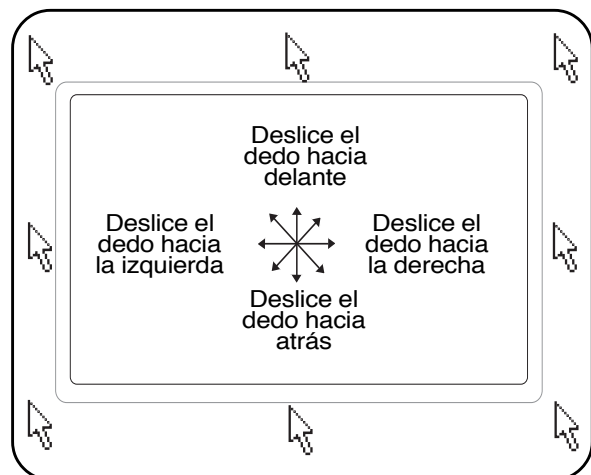 Deslice el
dedo hacia
delante
Deslice el
dedo hacia
la izquierda
Deslice el
dedo hacia
la derecha
Deslice el
dedo hacia
atrás